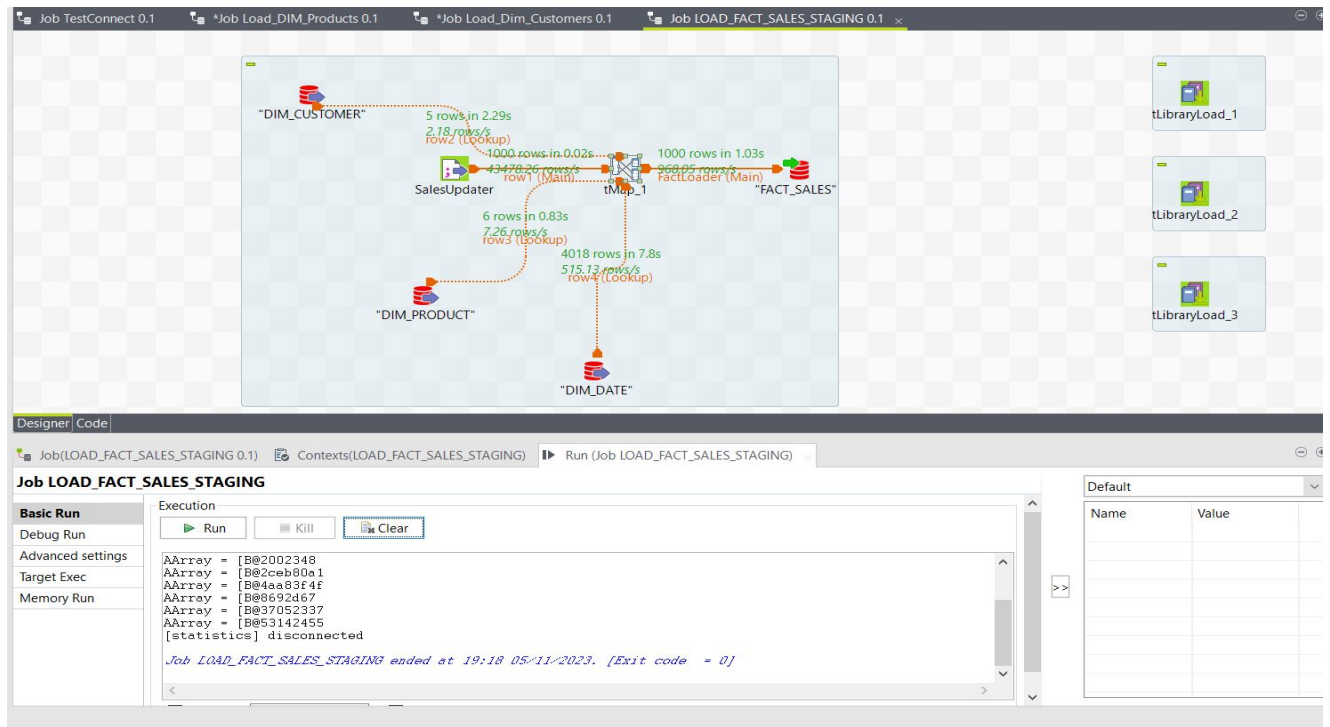 Job TestConnect 0.1 *Job Load_DIM_Products 0.1 *Job Load_Dim_Customers 0.1 Job LOAD_FACT_SALES_STAGING 0.1
"DIM_CUSTOMER"
5 rows in 2.29s
2.18 rows/s
row2 (Lookup)
1000 rows in 0.02s
43478.26 rows/s
row1 (Main)
SalesUpdater
tMap_1
1000 rows in 1.03s
968.05 rows/s
FactLoader (Main)
"FACT_SALES"
6 rows in 0.83s
7.26 rows/s
row3 (Lookup)
4018 rows in 7.8s
515.13 rows/s
row4 (Lookup)
"DIM_PRODUCT"
"DIM_DATE"
tLibraryLoad_1
tLibraryLoad_2
tLibraryLoad_3
Designer Code
Job(LOAD_FACT_SALES_STAGING 0.1) Contexts(LOAD_FACT_SALES_STAGING) Run (Job LOAD_FACT_SALES_STAGING)
Job LOAD_FACT_SALES_STAGING
Basic Run
Debug Run
Advanced settings
Target Exec
Memory Run
Execution
Run Kill Clear
AArray = [B@2002348
AArray = [B@2ceb80a1
AArray = [B@4aa83f4f
AArray = [B@8692d67
AArray = [B@37052337
AArray = [B@53142455
[statistics] disconnected
Job LOAD_FACT_SALES_STAGING ended at 19:18 05/11/2023. [Exit code = 0]
>>
Default
Name Value